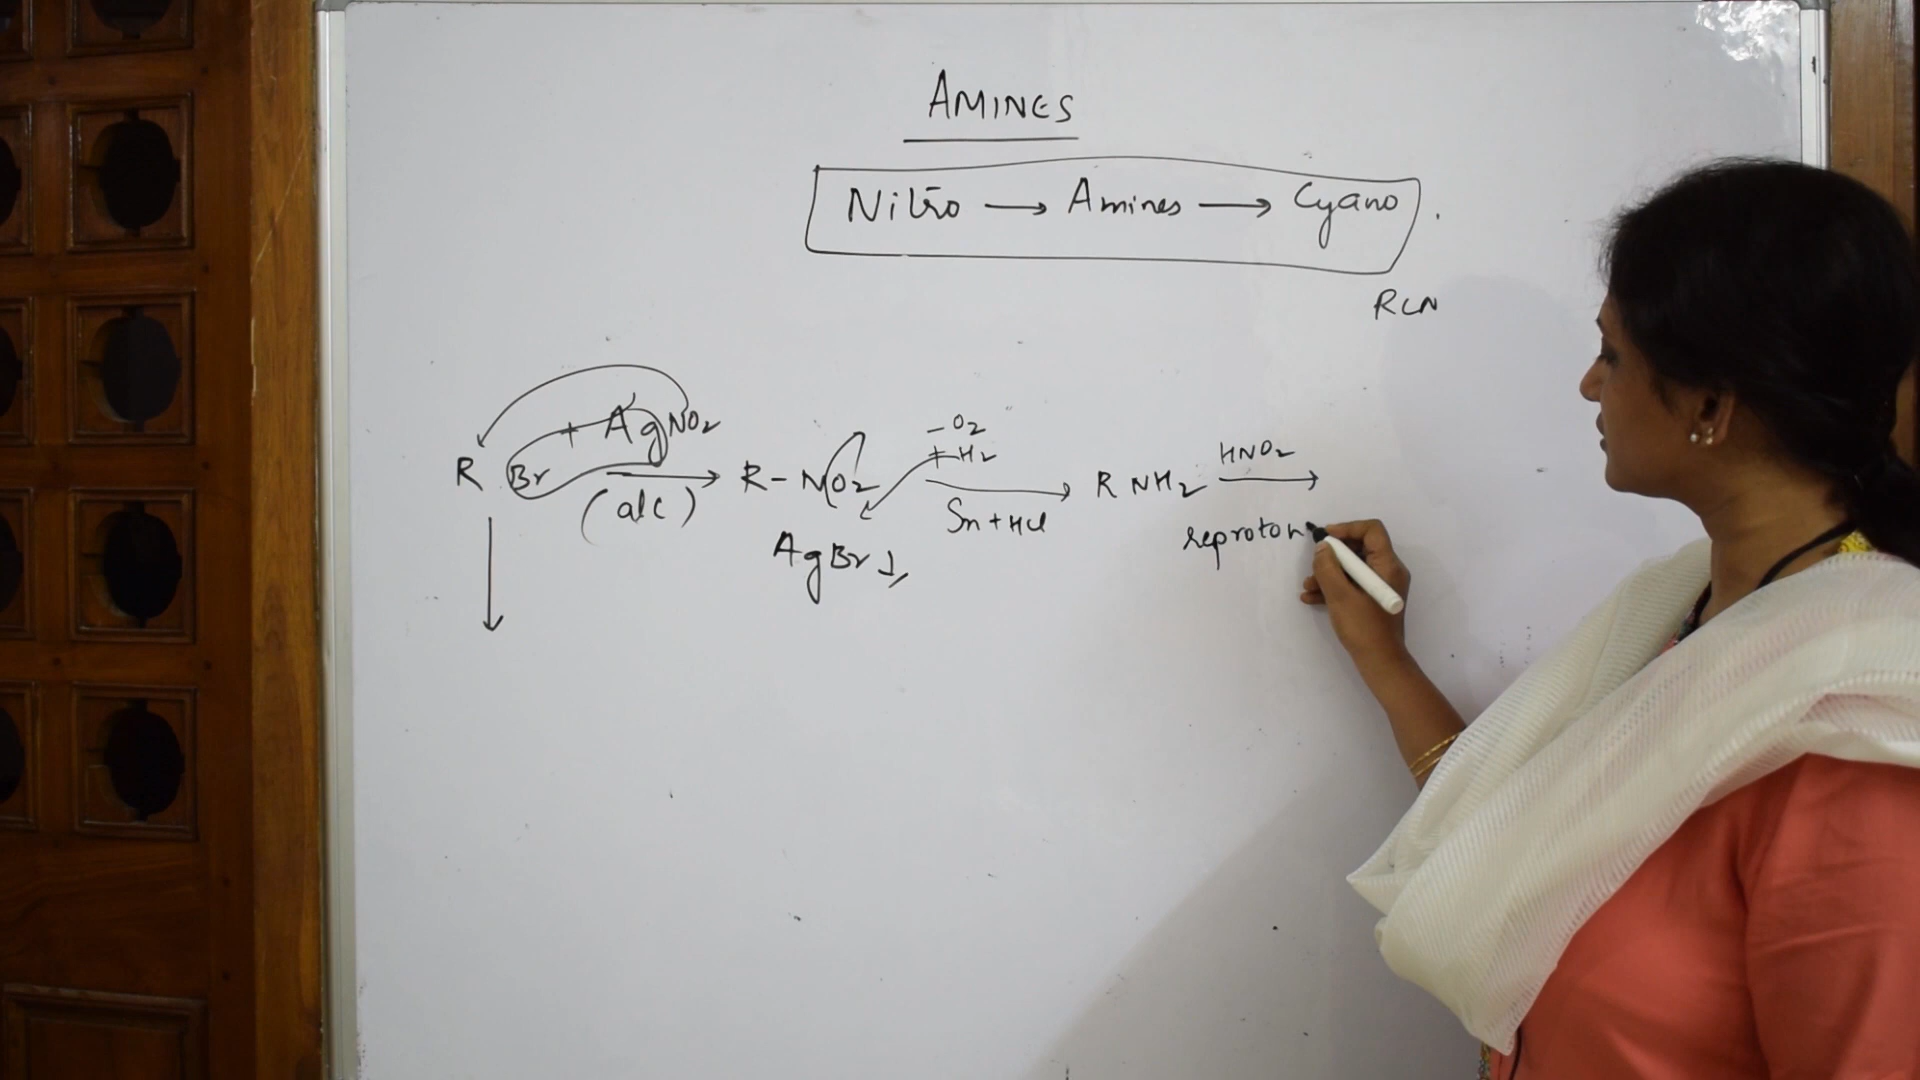 AMINES
Nitro → Amines → Cyano .
RCN
R Br + AgNO2 (alc) → R - NO2 - O2 + H2 Sn + HCl → R NH2 HNO2 →
AgBr ↓
reproton